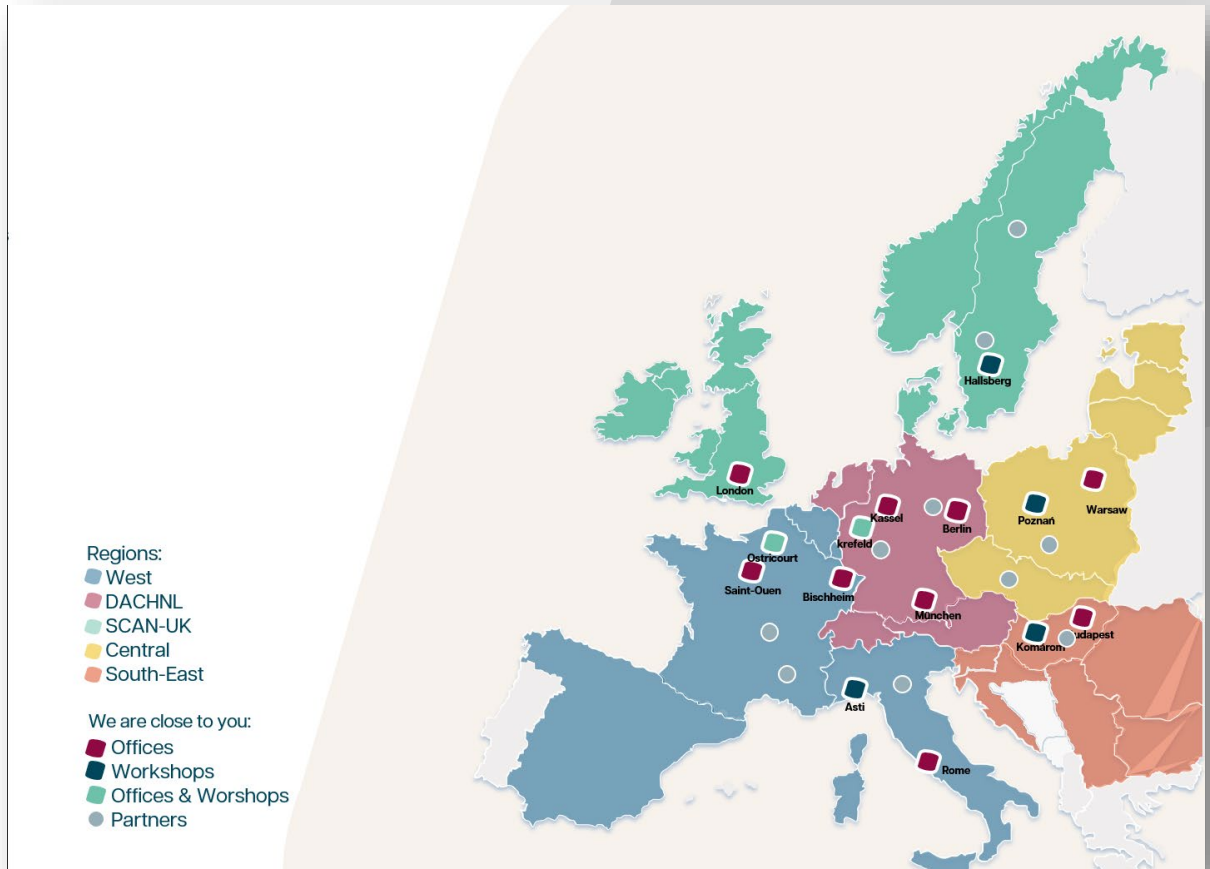 Hallsberg
London
Warsaw
Poznań
Kassel
Berlin
krefeld
Ostricourt
Saint-Ouen
Bischheim
München
udapest
Komárom
Asti
Rome
Regions:
West
DACHNL
SCAN-UK
Central
South-East
We are close to you:
Offices
Workshops
Offices & Worshops
Partners